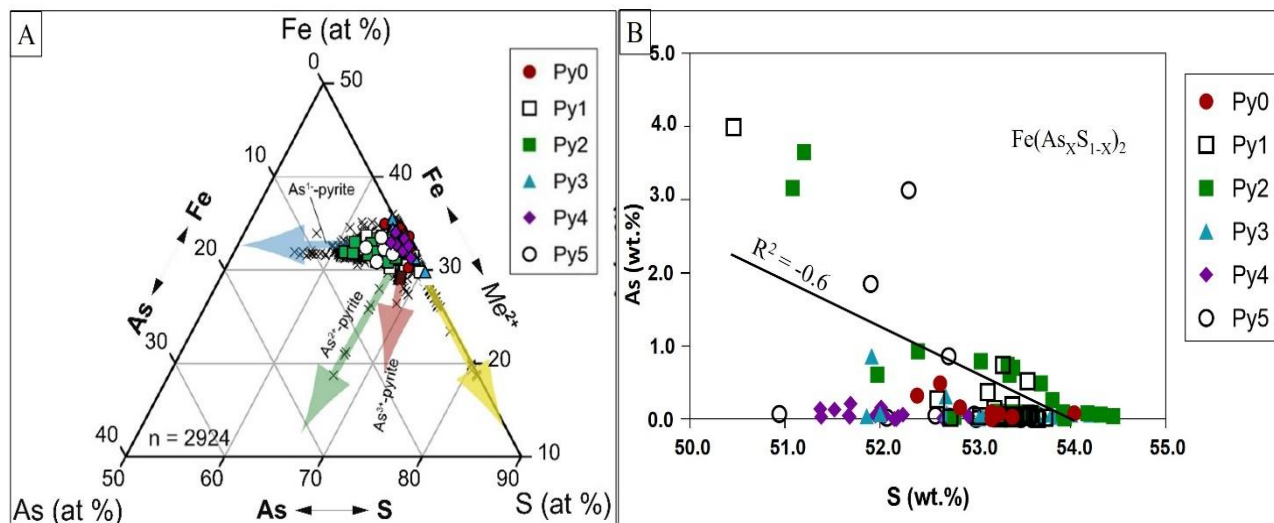 A
Fe (at %)
0
50
Py0
Py1
Py2
Py3
Py4
Py5
10
40
As¹⁻-pyrite
Fe
Fe
20
30
As
Me²⁺
As²⁺-pyrite
As³⁺-pyrite
30
20
40
n = 2924
10
50
60
70
80
90
As (at %)
As
S
S (at %)
B
5.0
4.0
3.0
2.0
1.0
0.0
As (wt.%)
Fe(AsXS1-X)2
R² = -0.6
Py0
Py1
Py2
Py3
Py4
Py5
50.0
51.0
52.0
53.0
54.0
55.0
S (wt.%)